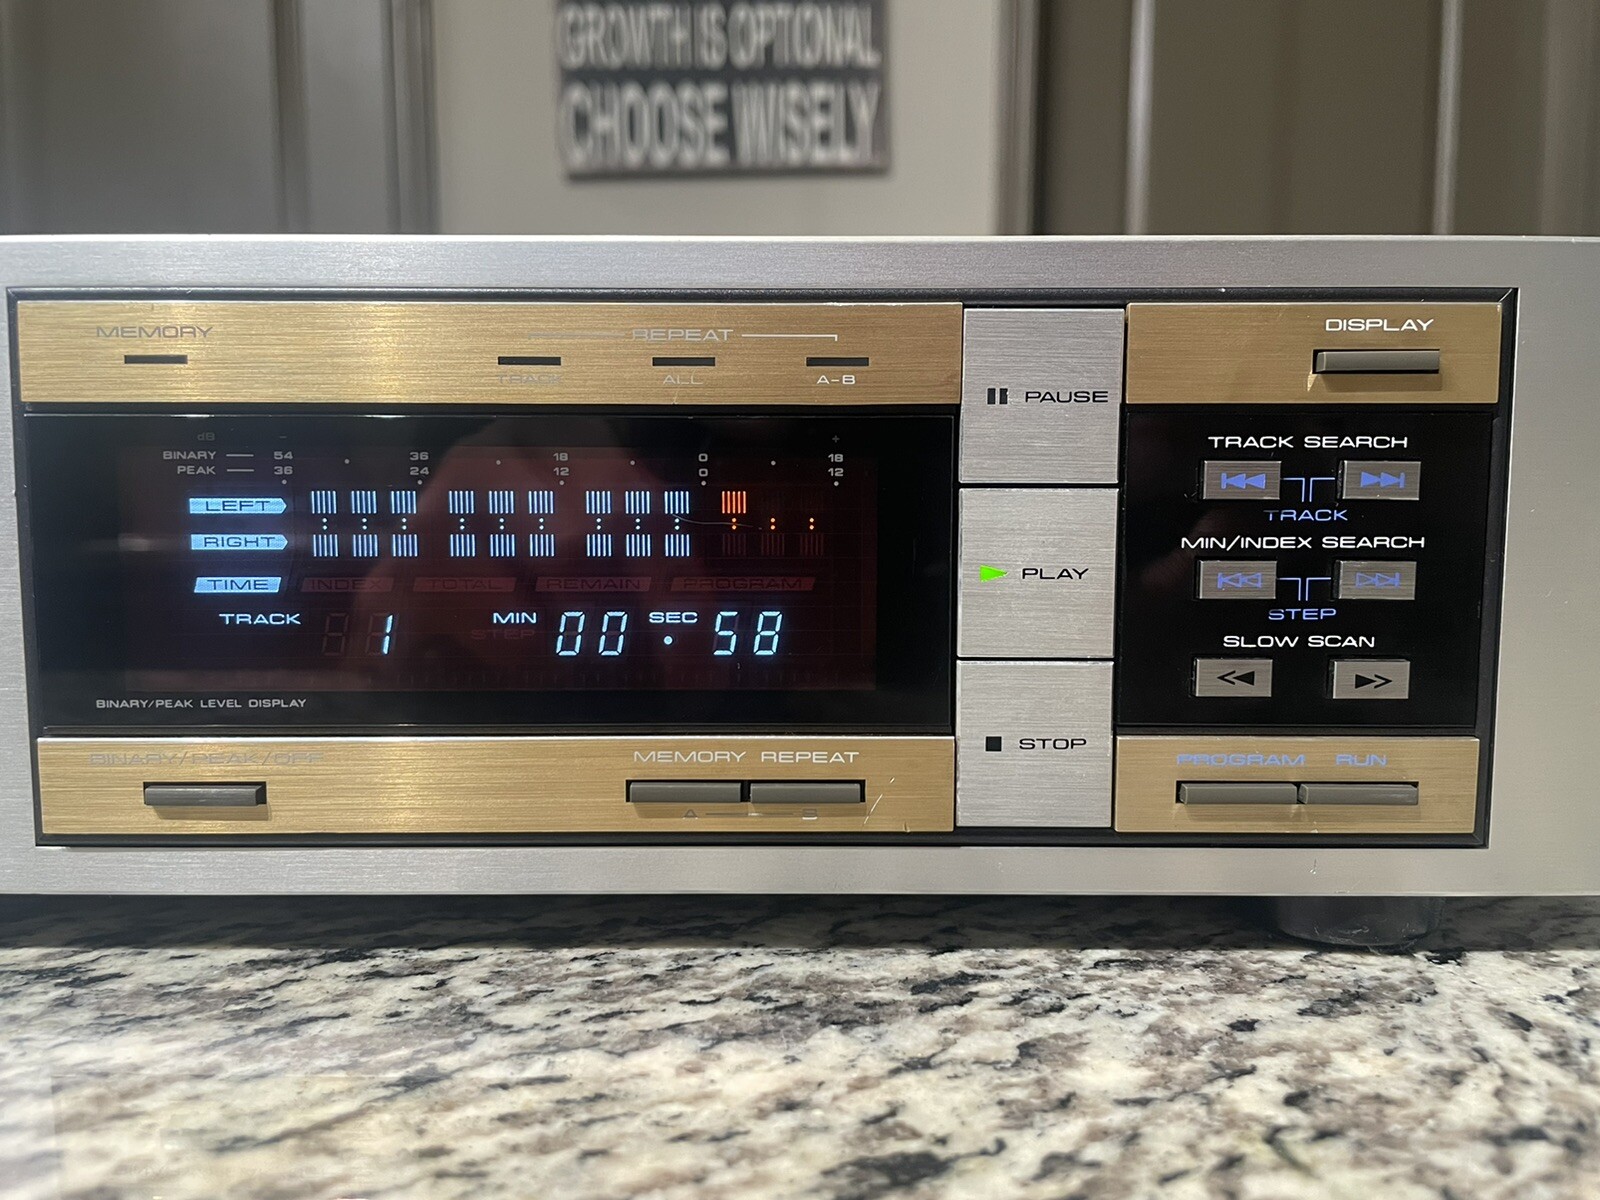 GROWTH IS OPTIONAL
CHOOSE WISELY
MEMORY
REPEAT
TRACK ALL A-B
PAUSE
DISPLAY
dB - +
BINARY 54 36 18 0 18
PEAK 36 24 12 0 12
LEFT
RIGHT
TIME INDEX TOTAL REMAIN PROGRAM
TRACK 1 STEP MIN 00 SEC 58
BINARY/PEAK LEVEL DISPLAY
PLAY
TRACK SEARCH
TRACK
MIN/INDEX SEARCH
STEP
SLOW SCAN
STOP
BINARY/PEAK/OFF
MEMORY REPEAT
A B
PROGRAM RUN